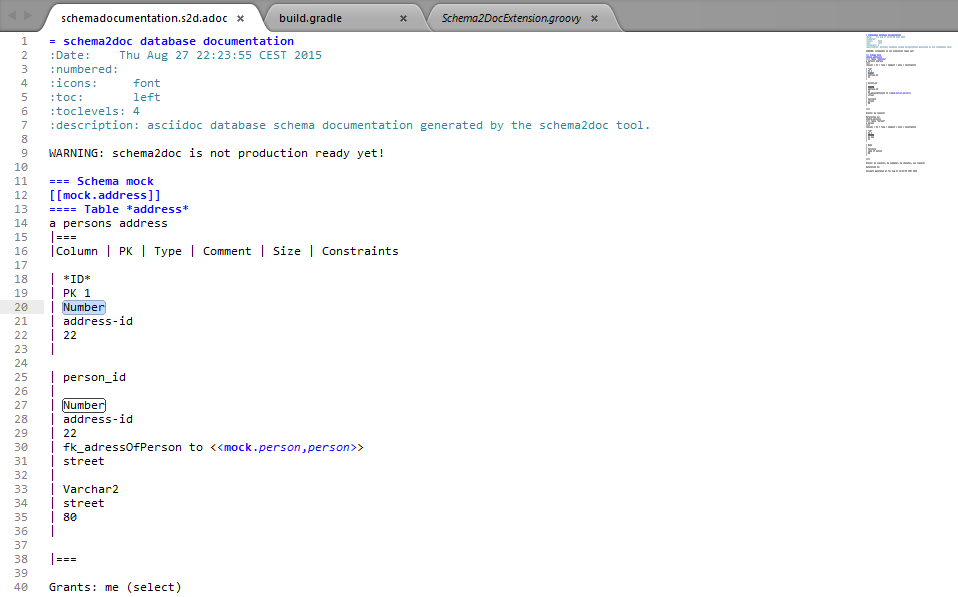 schemadocumentation.s2d.adoc × build.gradle × Schema2DocExtension.groovy ×
1 = schema2doc database documentation
2 :Date:    Thu Aug 27 22:23:55 CEST 2015
3 :numbered:
4 :icons:     font
5 :toc:       left
6 :toclevels: 4
7 :description: asciidoc database schema documentation generated by the schema2doc tool.
8
9 WARNING: schema2doc is not production ready yet!
10
11 === Schema mock
12 [[mock.address]]
13 ==== Table *address*
14 a persons address
15 |===
16 |Column | PK | Type | Comment | Size | Constraints
17
18 | *ID*
19 | PK 1
20 | Number
21 | address-id
22 | 22
23 |
24
25 | person_id
26 |
27 | Number
28 | address-id
29 | 22
30 | fk_adressOfPerson to <<mock.person,person>>
31 | street
32 |
33 | Varchar2
34 | street
35 | 80
36 |
37
38 |===
39
40 Grants: me (select)